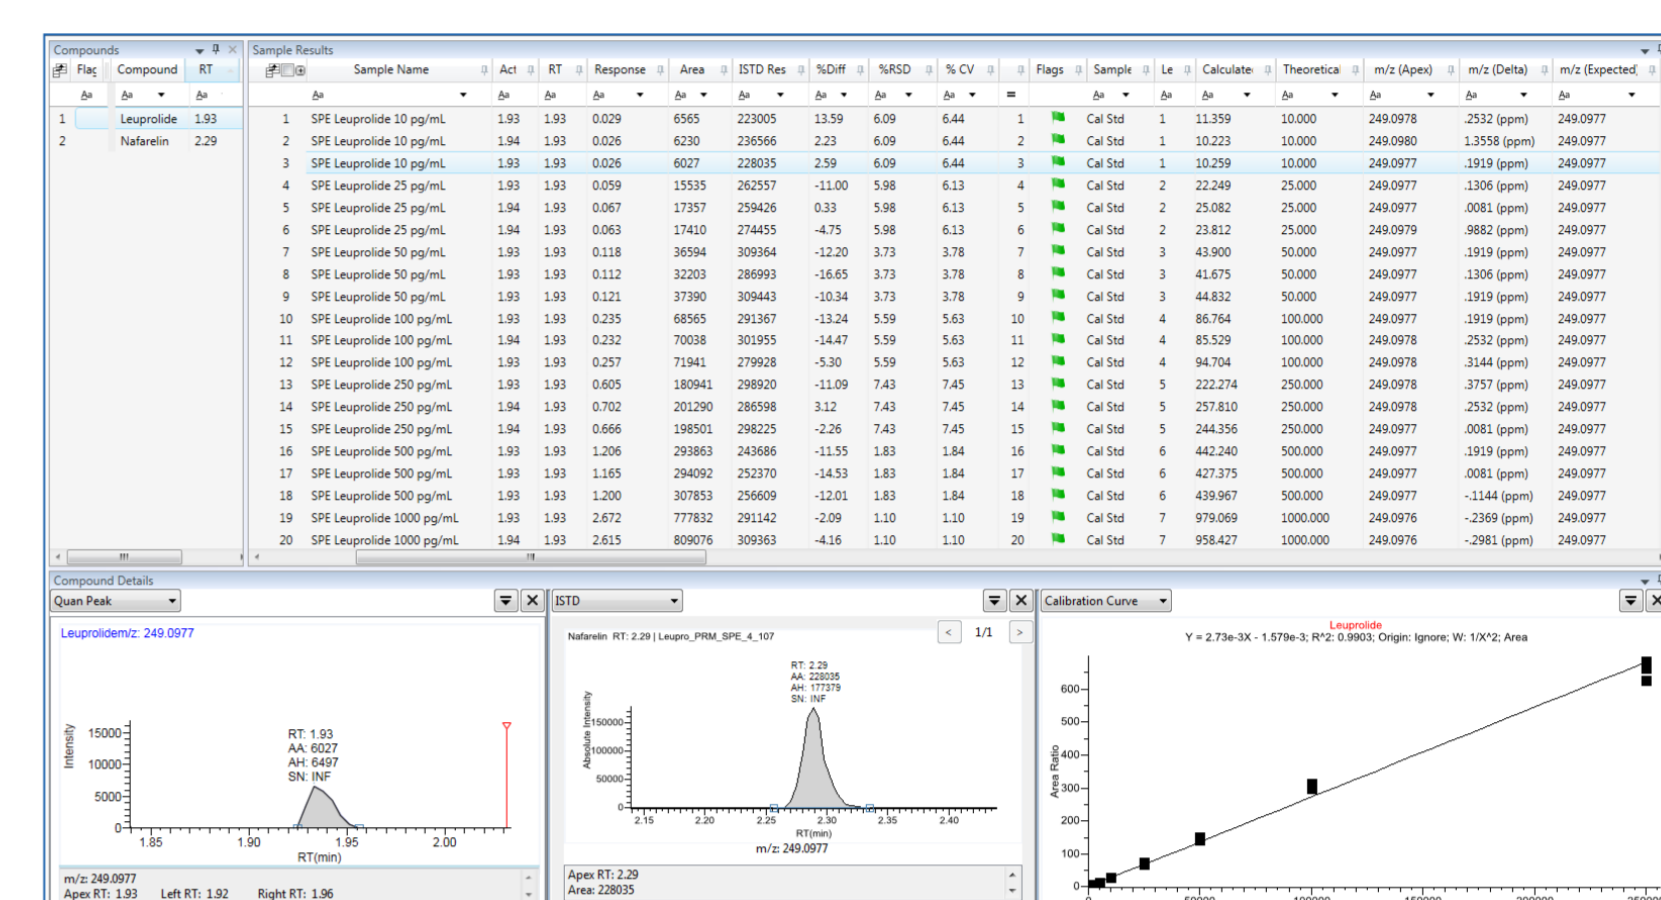 Compounds
Flag Compound RT
Aa Aa Aa
1 Leuprolide 1.93
2 Nafarelin 2.29
Sample Results
Sample Name Act RT Response Area ISTD Res %Diff %RSD % CV Flags Sample Le Calculate Theoretical m/z (Apex) m/z (Delta) m/z (Expected)
Aa Aa Aa Aa Aa Aa Aa Aa Aa = Aa Aa Aa Aa Aa Aa Aa
1 SPE Leuprolide 10 pg/mL 1.93 1.93 0.029 6565 223005 13.59 6.09 6.44 1 Cal Std 1 11.359 10.000 249.0978 .2532 (ppm) 249.0977
2 SPE Leuprolide 10 pg/mL 1.94 1.93 0.026 6230 236566 2.23 6.09 6.44 2 Cal Std 1 10.223 10.000 249.0980 1.3558 (ppm) 249.0977
3 SPE Leuprolide 10 pg/mL 1.93 1.93 0.026 6027 228035 2.59 6.09 6.44 3 Cal Std 1 10.259 10.000 249.0977 .1919 (ppm) 249.0977
4 SPE Leuprolide 25 pg/mL 1.93 1.93 0.059 15535 262557 -11.00 5.98 6.13 4 Cal Std 2 22.249 25.000 249.0977 .1306 (ppm) 249.0977
5 SPE Leuprolide 25 pg/mL 1.94 1.93 0.067 17357 259426 0.33 5.98 6.13 5 Cal Std 2 25.082 25.000 249.0977 .0081 (ppm) 249.0977
6 SPE Leuprolide 25 pg/mL 1.94 1.93 0.063 17410 274455 -4.75 5.98 6.13 6 Cal Std 2 23.812 25.000 249.0979 .9882 (ppm) 249.0977
7 SPE Leuprolide 50 pg/mL 1.93 1.93 0.118 36594 309364 -12.20 3.73 3.78 7 Cal Std 3 43.900 50.000 249.0977 .1919 (ppm) 249.0977
8 SPE Leuprolide 50 pg/mL 1.93 1.93 0.112 32203 286993 -16.65 3.73 3.78 8 Cal Std 3 41.675 50.000 249.0977 .1306 (ppm) 249.0977
9 SPE Leuprolide 50 pg/mL 1.93 1.93 0.121 37390 309443 -10.34 3.73 3.78 9 Cal Std 3 44.832 50.000 249.0977 .1919 (ppm) 249.0977
10 SPE Leuprolide 100 pg/mL 1.93 1.93 0.235 68565 291367 -13.24 5.59 5.63 10 Cal Std 4 86.764 100.000 249.0977 .1919 (ppm) 249.0977
11 SPE Leuprolide 100 pg/mL 1.94 1.93 0.232 70038 301955 -14.47 5.59 5.63 11 Cal Std 4 85.529 100.000 249.0978 .2532 (ppm) 249.0977
12 SPE Leuprolide 100 pg/mL 1.93 1.93 0.257 71941 279928 -5.30 5.59 5.63 12 Cal Std 4 94.704 100.000 249.0978 .3144 (ppm) 249.0977
13 SPE Leuprolide 250 pg/mL 1.93 1.93 0.605 180941 298920 -11.09 7.43 7.45 13 Cal Std 5 222.274 250.000 249.0978 .3757 (ppm) 249.0977
14 SPE Leuprolide 250 pg/mL 1.94 1.93 0.702 201290 286598 3.12 7.43 7.45 14 Cal Std 5 257.810 250.000 249.0978 .2532 (ppm) 249.0977
15 SPE Leuprolide 250 pg/mL 1.94 1.93 0.666 198501 298225 -2.26 7.43 7.45 15 Cal Std 5 244.356 250.000 249.0977 .0081 (ppm) 249.0977
16 SPE Leuprolide 500 pg/mL 1.93 1.93 1.206 293863 243686 -11.55 1.83 1.84 16 Cal Std 6 442.240 500.000 249.0977 .1919 (ppm) 249.0977
17 SPE Leuprolide 500 pg/mL 1.93 1.93 1.165 294092 252370 -14.53 1.83 1.84 17 Cal Std 6 427.375 500.000 249.0977 .0081 (ppm) 249.0977
18 SPE Leuprolide 500 pg/mL 1.93 1.93 1.200 307853 256609 -12.01 1.83 1.84 18 Cal Std 6 439.967 500.000 249.0977 -.1144 (ppm) 249.0977
19 SPE Leuprolide 1000 pg/mL 1.93 1.93 2.672 777832 291142 -2.09 1.10 1.10 19 Cal Std 7 979.069 1000.000 249.0976 -.2369 (ppm) 249.0977
20 SPE Leuprolide 1000 pg/mL 1.94 1.93 2.615 809076 309363 -4.16 1.10 1.10 20 Cal Std 7 958.427 1000.000 249.0976 -.2981 (ppm) 249.0977
Compound Details
Quan Peak
Leuprolidem/z: 249.0977
RT: 1.93
AA: 6027
AH: 6497
SN: INF
Intensity
15000
10000
5000
0
1.85 1.90 1.95 2.00
RT(min)
m/z: 249.0977
Apex RT: 1.93 Left RT: 1.92 Right RT: 1.96
ISTD
Nafarelin RT: 2.29 | Leupro_PRM_SPE_4_107
< 1/1 >
RT: 2.29
AA: 228035
AH: 177379
SN: INF
Absolute Intensity
150000
100000
50000
0
2.15 2.20 2.25 2.30 2.35 2.40
RT(min)
m/z: 249.0977
Apex RT: 2.29
Area: 228035
Calibration Curve
Leuprolide
Y = 2.73e-3X - 1.579e-3; R^2: 0.9903; Origin: Ignore; W: 1/X^2; Area
Area Ratio
600
500
400
300
200
100
0
0 50000 100000 150000 200000 250000